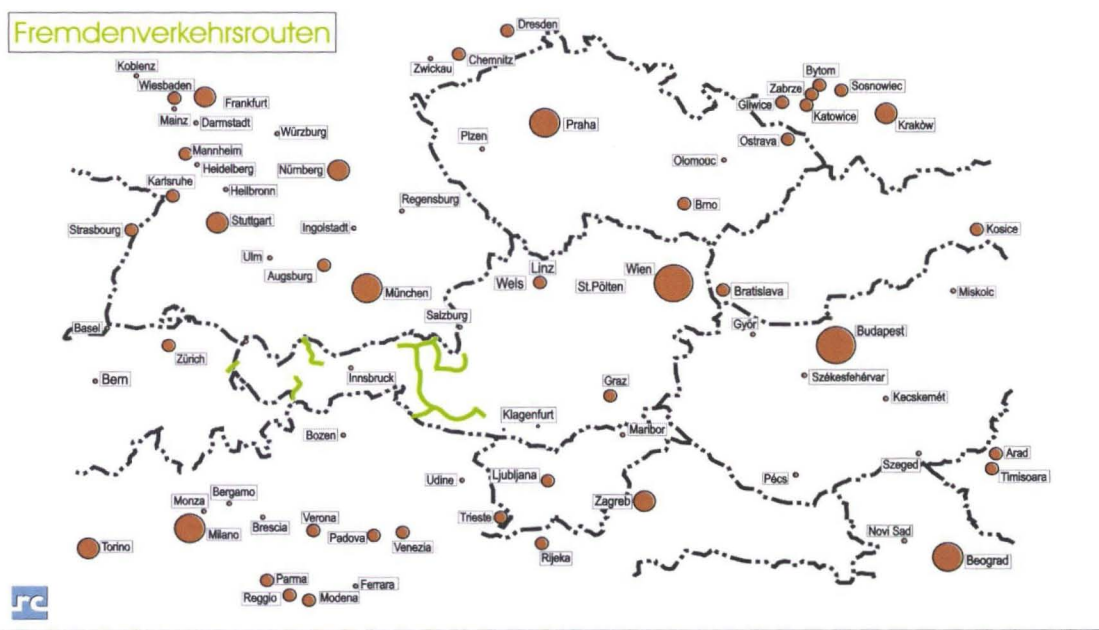 Fremdenverkehrsrouten
Dresden
Koblenz
Zwickau
Chemnitz
Wiesbaden
Frankfurt
Bytom
Zabrze
Sosnowiec
Gliwice
Katowice
Mainz
Darmstadt
Würzburg
Plzen
Praha
Kraków
Ostrava
Mannheim
Heidelberg
Nürnberg
Olomouc
Karlsruhe
Heilbronn
Regensburg
Brno
Strasbourg
Stuttgart
Ingolstadt
Kosice
Ulm
Augsburg
Linz
Wels
Wien
St.Pölten
München
Bratislava
Miskolc
Salzburg
Basel
Györ
Budapest
Zürich
Bern
Innsbruck
Graz
Székesfehérvar
Kecskemét
Klagenfurt
Maribor
Bozen
Szeged
Arad
Udine
Ljubljana
Pécs
Timisoara
Bergamo
Monza
Zagreb
Milano
Brescia
Verona
Trieste
Padova
Venezia
Novi Sad
Torino
Rijeka
Beograd
Parma
Ferrara
Reggio
Modena
rc